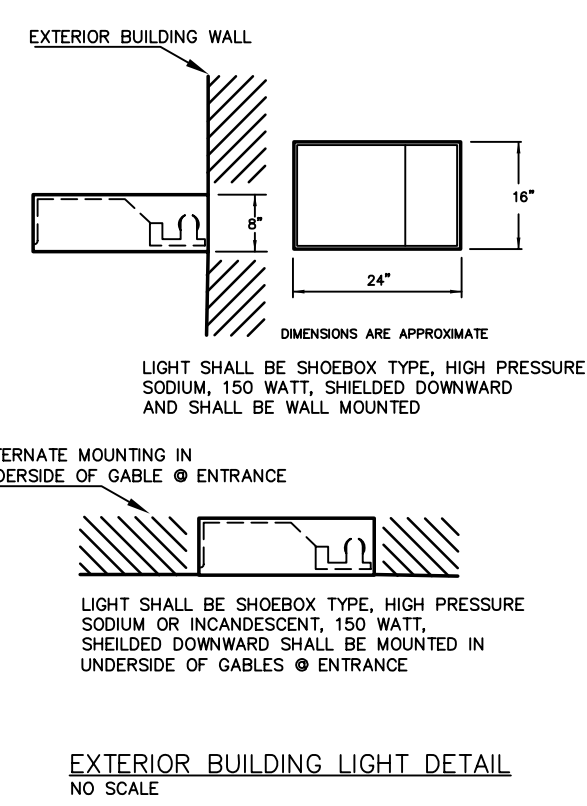 EXTERIOR BUILDING WALL
8"
16"
24"
DIMENSIONS ARE APPROXIMATE
LIGHT SHALL BE SHOEBOX TYPE, HIGH PRESSURE
SODIUM, 150 WATT, SHIELDED DOWNWARD
AND SHALL BE WALL MOUNTED
TERNATE MOUNTING IN
DERSIDE OF GABLE @ ENTRANCE
LIGHT SHALL BE SHOEBOX TYPE, HIGH PRESSURE
SODIUM OR INCANDESCENT, 150 WATT,
SHEILDED DOWNWARD SHALL BE MOUNTED IN
UNDERSIDE OF GABLES @ ENTRANCE
EXTERIOR BUILDING LIGHT DETAIL
NO SCALE